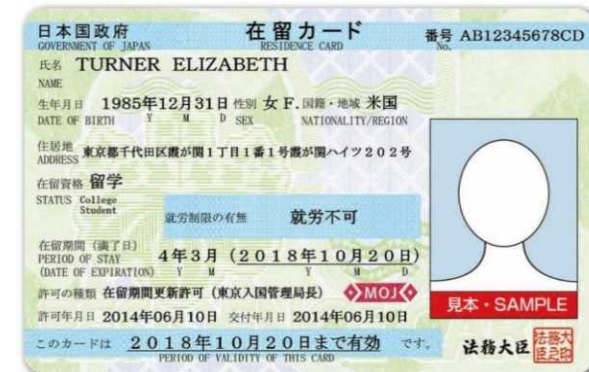 日本国政府 在留カード 番号 AB12345678CD
GOVERNMENT OF JAPAN RESIDENCE CARD No.
氏名 TURNER ELIZABETH
NAME
生年月日 1985年12月31日 性別 女 F. 国籍・地域 米国
DATE OF BIRTH Y M D SEX NATIONALITY/REGION
住居地 東京都千代田区霞が関1丁目1番1号霞が関ハイツ202号
ADDRESS
在留資格 留学
STATUS College
Student
就労制限の有無 就労不可
在留期間(満了日)
PERIOD OF STAY 4年3月(2018年10月20日)
(DATE OF EXPIRATION) Y M Y M D
許可の種類 在留期間更新許可(東京入国管理局長) MOJ
見本・SAMPLE
許可年月日 2014年06月10日 交付年月日 2014年06月10日
このカードは 2018年10月20日まで有効 です。
PERIOD OF VALIDITY OF THIS CARD
法務大臣